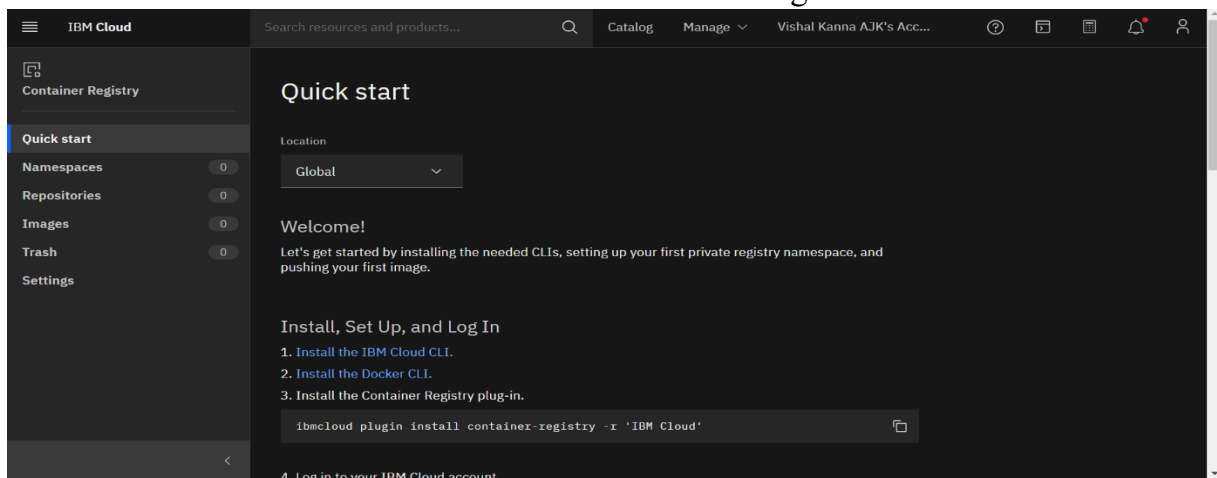 IBM Cloud
Search resources and products...
Catalog
Manage
Vishal Kanna AJK's Acc...
Container Registry
Quick start
Namespaces 0
Repositories 0
Images 0
Trash 0
Settings
Quick start
Location
Global
Welcome!
Let's get started by installing the needed CLIs, setting up your first private registry namespace, and
pushing your first image.
Install, Set Up, and Log In
1. Install the IBM Cloud CLI.
2. Install the Docker CLI.
3. Install the Container Registry plug-in.
ibmcloud plugin install container-registry -r 'IBM Cloud'
4. Log in to your IBM Cloud account